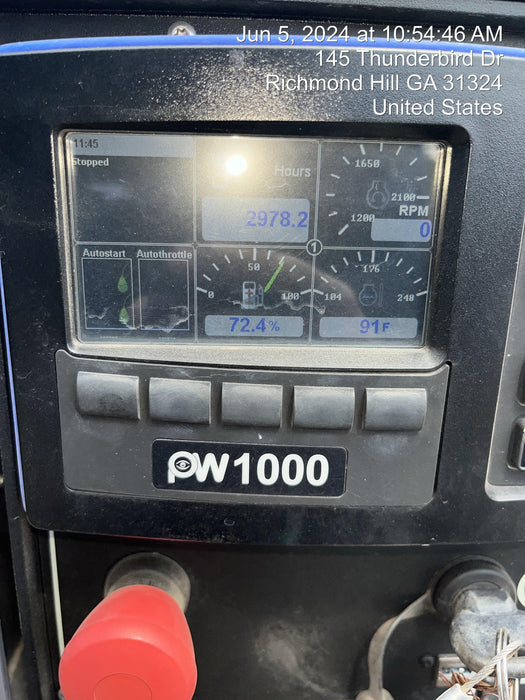 Jun 5, 2024 at 10:54:46 AM
145 Thunderbird Dr
Richmond Hill GA 31324
United States
11:45
Stopped
Hours
2978.2
1650
2100
1200
RPM
0
1
Autostart Autothrottle
50
0 100
72.4%
176
104 248
91F
PW1000